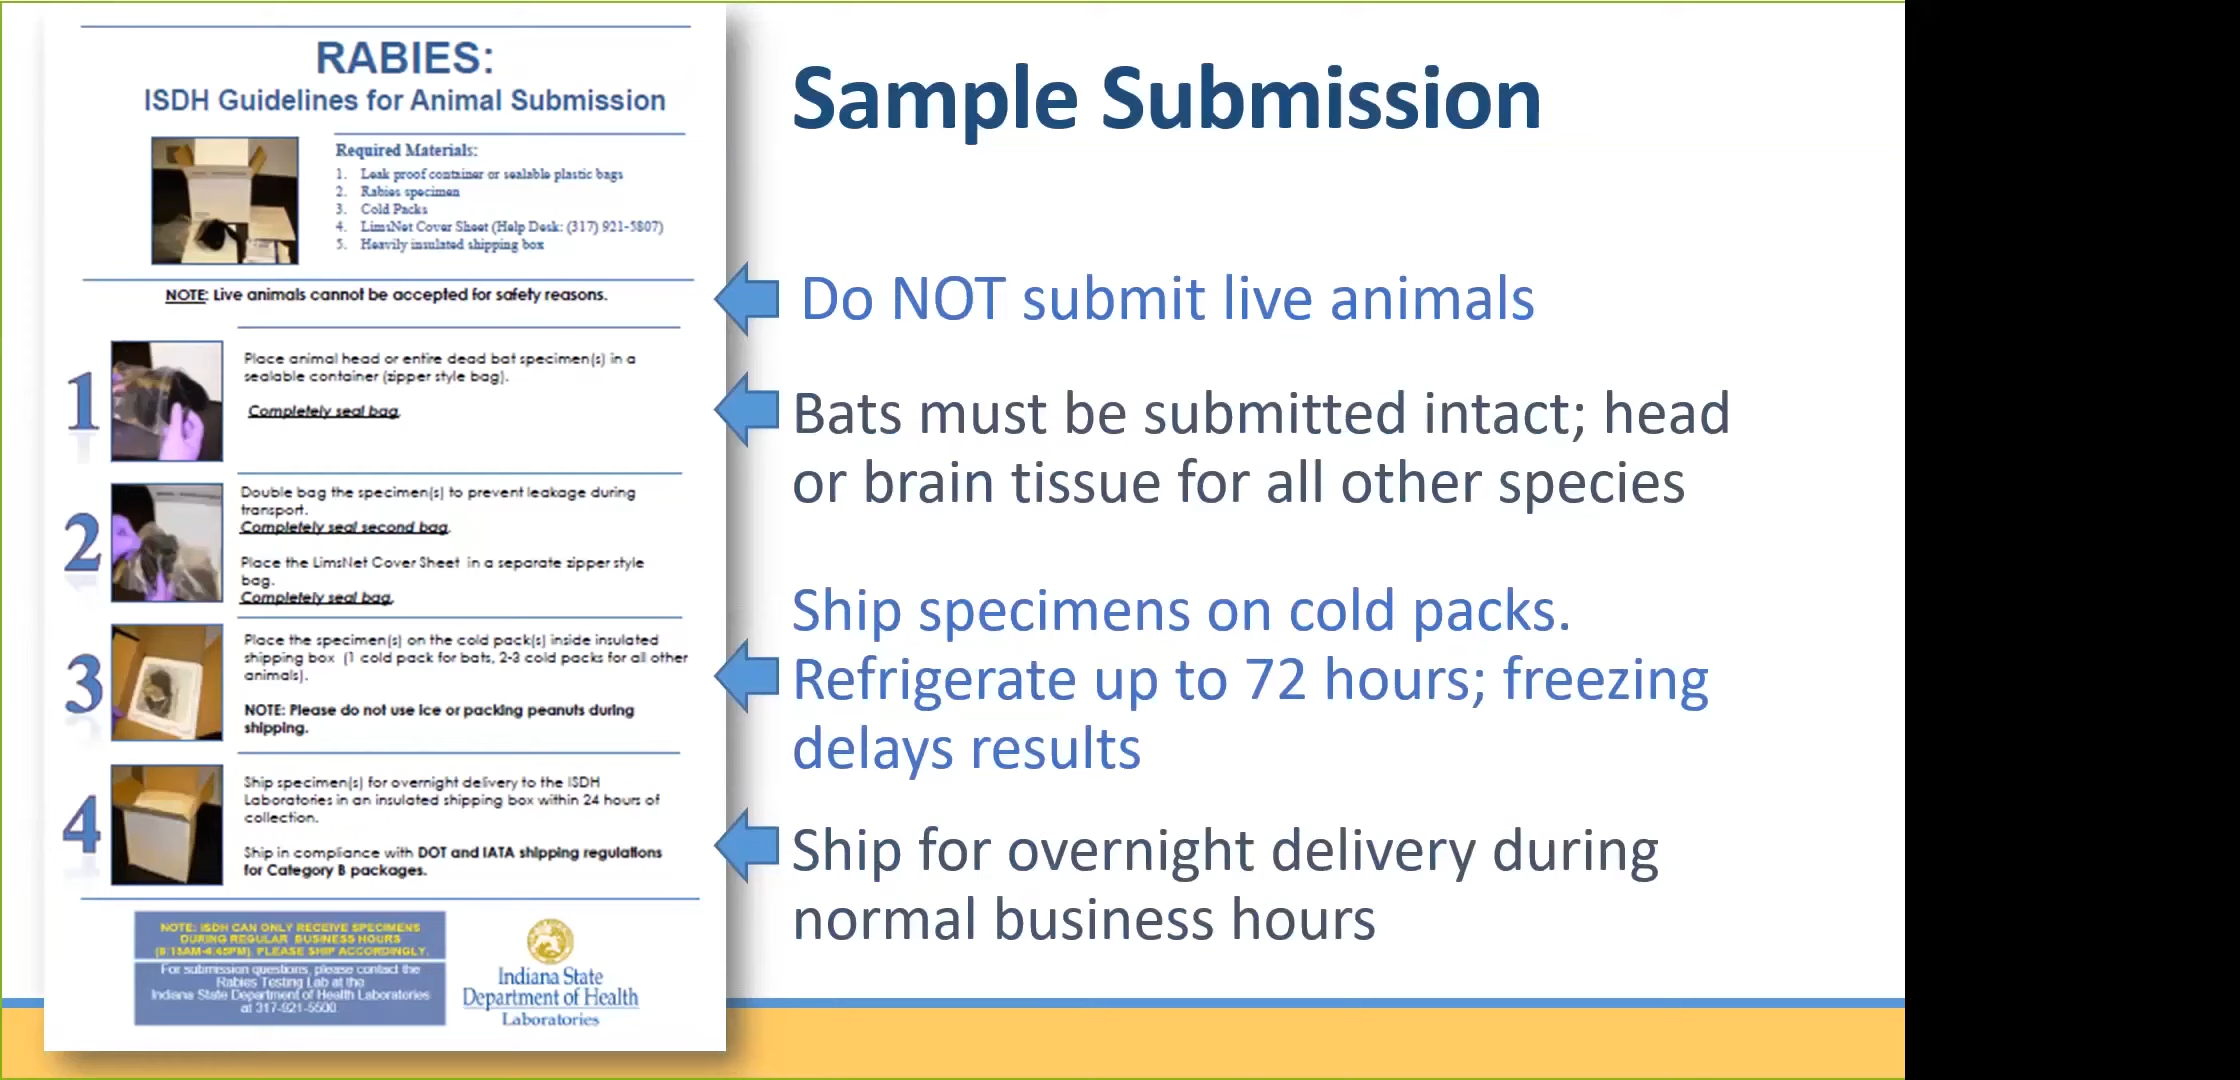 RABIES:
ISDH Guidelines for Animal Submission
Required Materials:
1. Leak proof container or sealable plastic bags
2. Rabies specimen
3. Cold Packs
4. LimsNet Cover Sheet (Help Desk: (317) 921-5807)
5. Heavily insulated shipping box
NOTE: Live animals cannot be accepted for safety reasons.
1
Place animal head or entire dead bat specimen(s) in a
sealable container (zipper style bag).
Completely seal bag.
2
Double bag the specimen(s) to prevent leakage during
transport.
Completely seal second bag.
Place the LimsNet Cover Sheet in a separate zipper style
bag.
Completely seal bag.
3
Place the specimen(s) on the cold pack(s) inside insulated
shipping box (1 cold pack for bats, 2-3 cold packs for all other
animals).
NOTE: Please do not use ice or packing peanuts during
shipping.
4
Ship specimen(s) for overnight delivery to the ISDH
Laboratories in an insulated shipping box within 24 hours of
collection.
Ship in compliance with DOT and IATA shipping regulations
for Category B packages.
NOTE: ISDH CAN ONLY RECEIVE SPECIMENS
DURING REGULAR BUSINESS HOURS
(8:15AM-4:45PM). PLEASE SHIP ACCORDINGLY.
For submission questions, please contact the
Rabies Testing Lab at the
Indiana State Department of Health Laboratories
at 317-921-5500.
Indiana State
Department of Health
Laboratories
Sample Submission
Do NOT submit live animals
Bats must be submitted intact; head
or brain tissue for all other species
Ship specimens on cold packs.
Refrigerate up to 72 hours; freezing
delays results
Ship for overnight delivery during
normal business hours